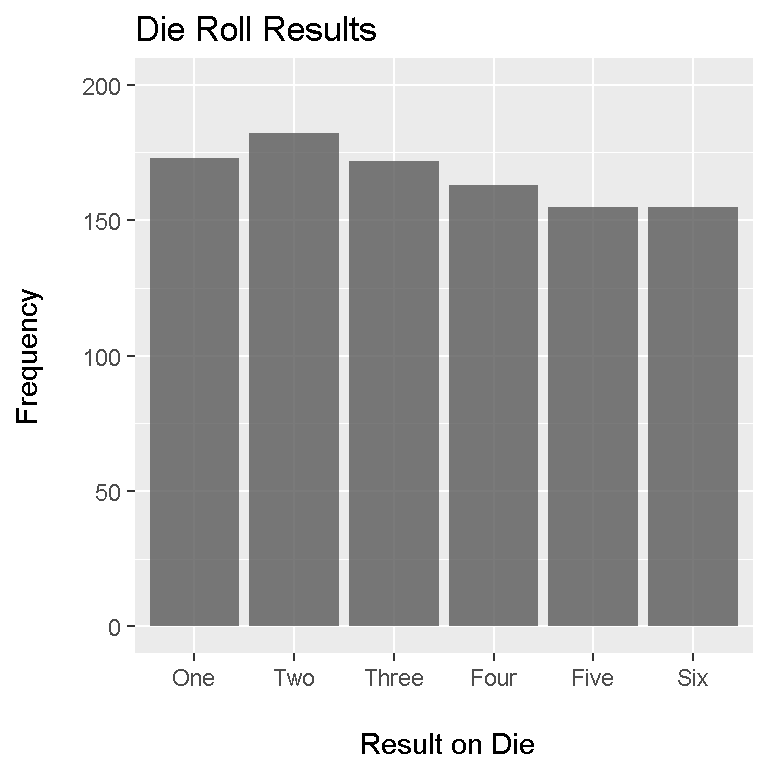 Die Roll Results
Frequency
200
150
100
50
0
One Two Three Four Five Six
Result on Die